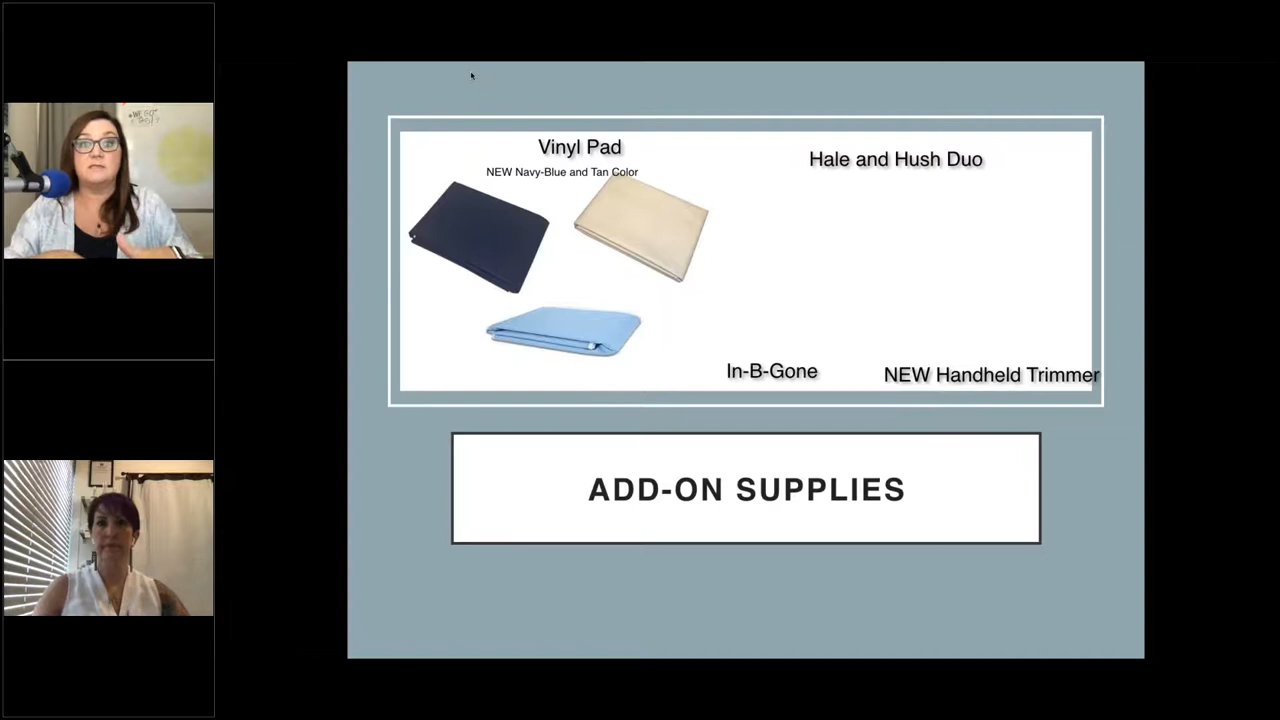 Vinyl Pad
NEW Navy-Blue and Tan Color
Hale and Hush Duo
In-B-Gone
NEW Handheld Trimmer
ADD-ON SUPPLIES